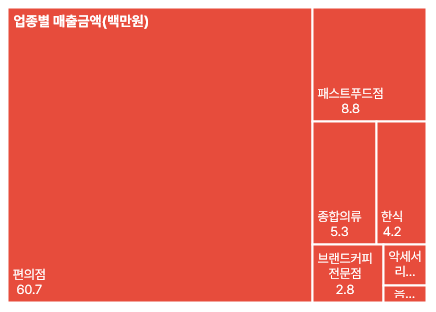 업종별 매출금액(백만원)
패스트푸드점
8.8
종합의류
5.3
한식
4.2
편의점
60.7
브랜드커피
전문점
2.8
악세서
리...